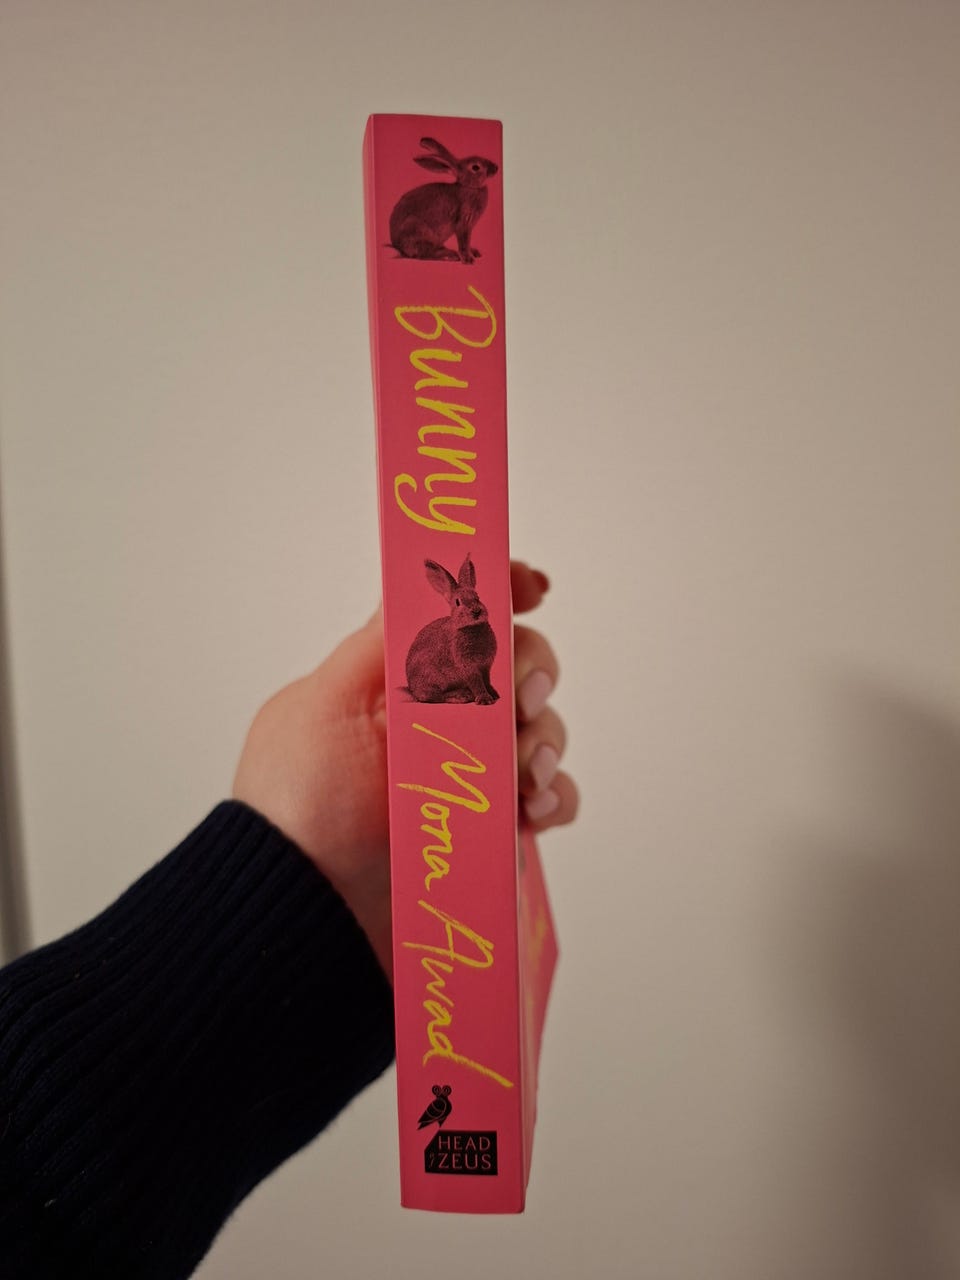 Bunny
Mona Awad
HEAD
of ZEUS